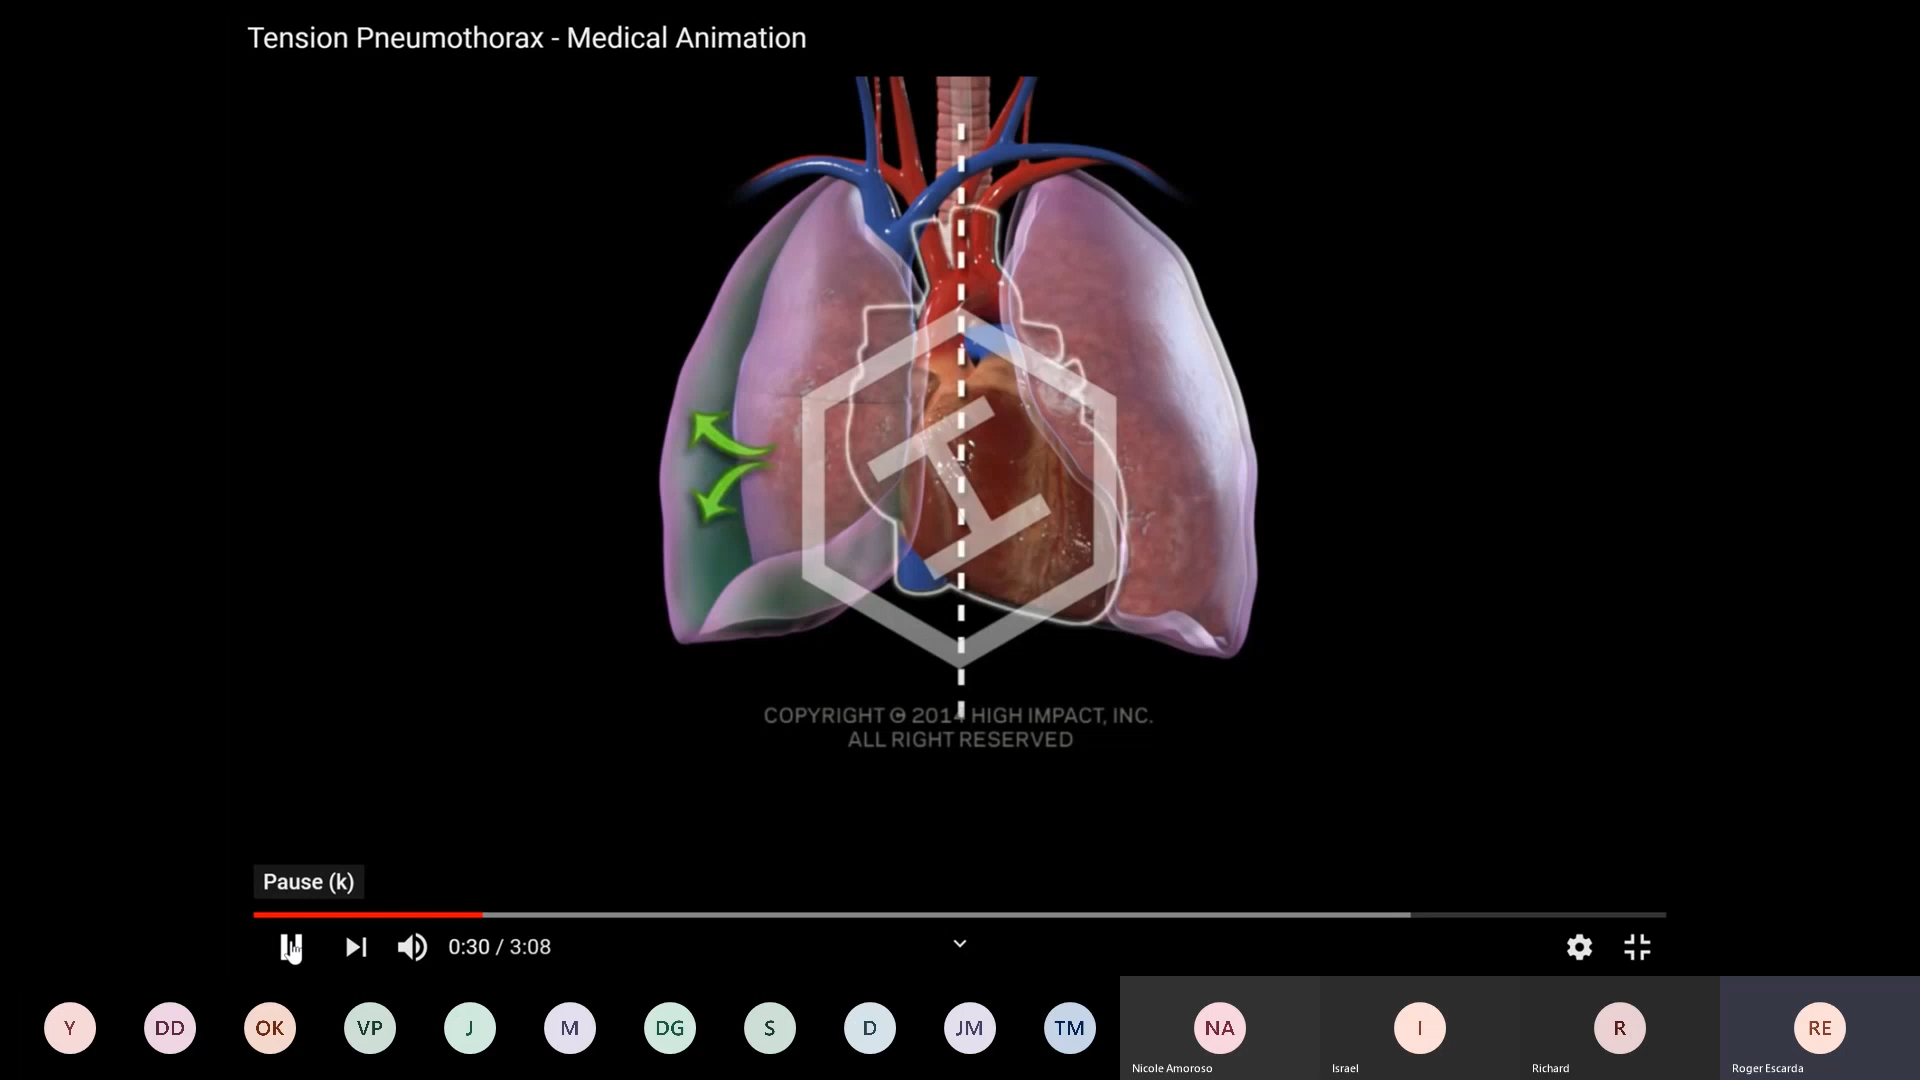 Tension Pneumothorax - Medical Animation
COPYRIGHT © 2014 HIGH IMPACT, INC.
ALL RIGHT RESERVED
Pause (k)
0:30 / 3:08
Y
DD
OK
VP
J
M
DG
S
D
JM
TM
NA
I
R
RE
Nicole Amoroso
Israel
Richard
Roger Escarda